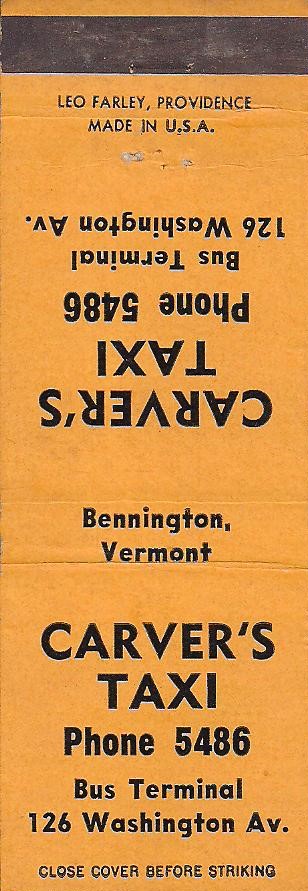 LEO FARLEY, PROVIDENCE
MADE IN U.S.A.
CARVER'S
TAXI
Phone 5486
Bus Terminal
126 Washington Av.
Bennington,
Vermont
CARVER'S
TAXI
Phone 5486
Bus Terminal
126 Washington Av.
CLOSE COVER BEFORE STRIKING